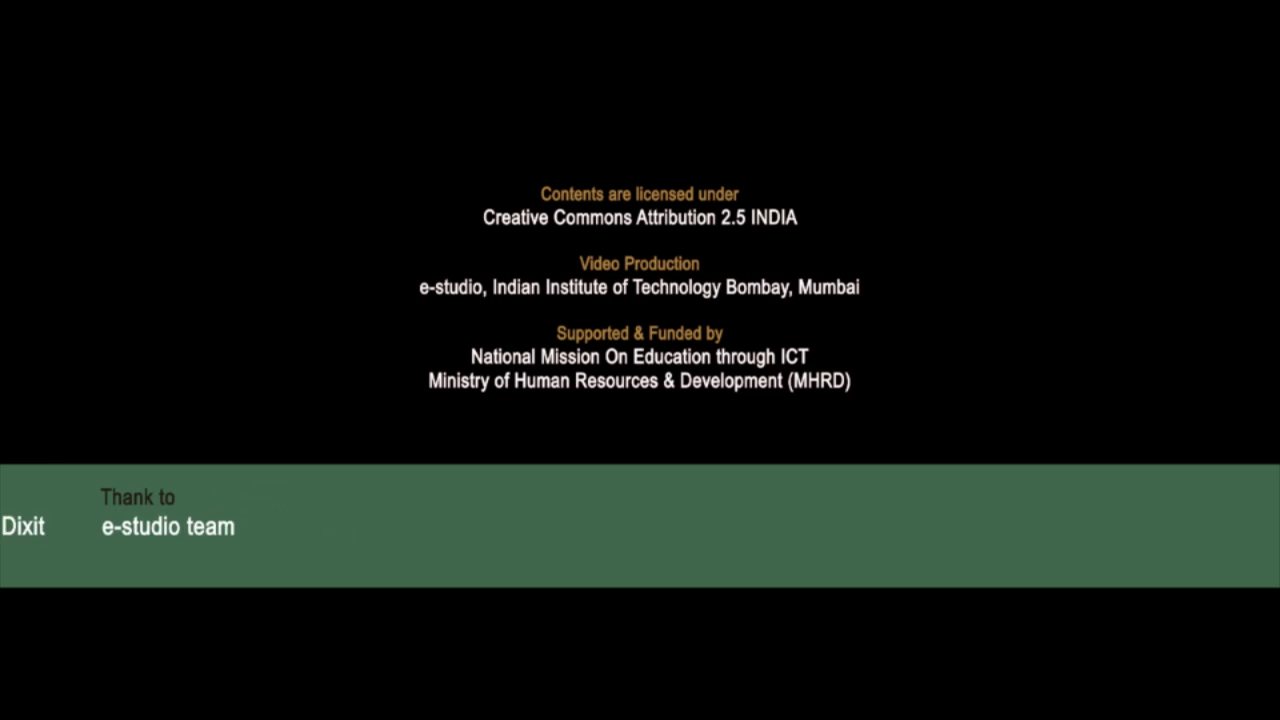 Contents are licensed under
Creative Commons Attribution 2.5 INDIA
Video Production
e-studio, Indian Institute of Technology Bombay, Mumbai
Supported & Funded by
National Mission On Education through ICT
Ministry of Human Resources & Development (MHRD)
Thank to
Dixit e-studio team